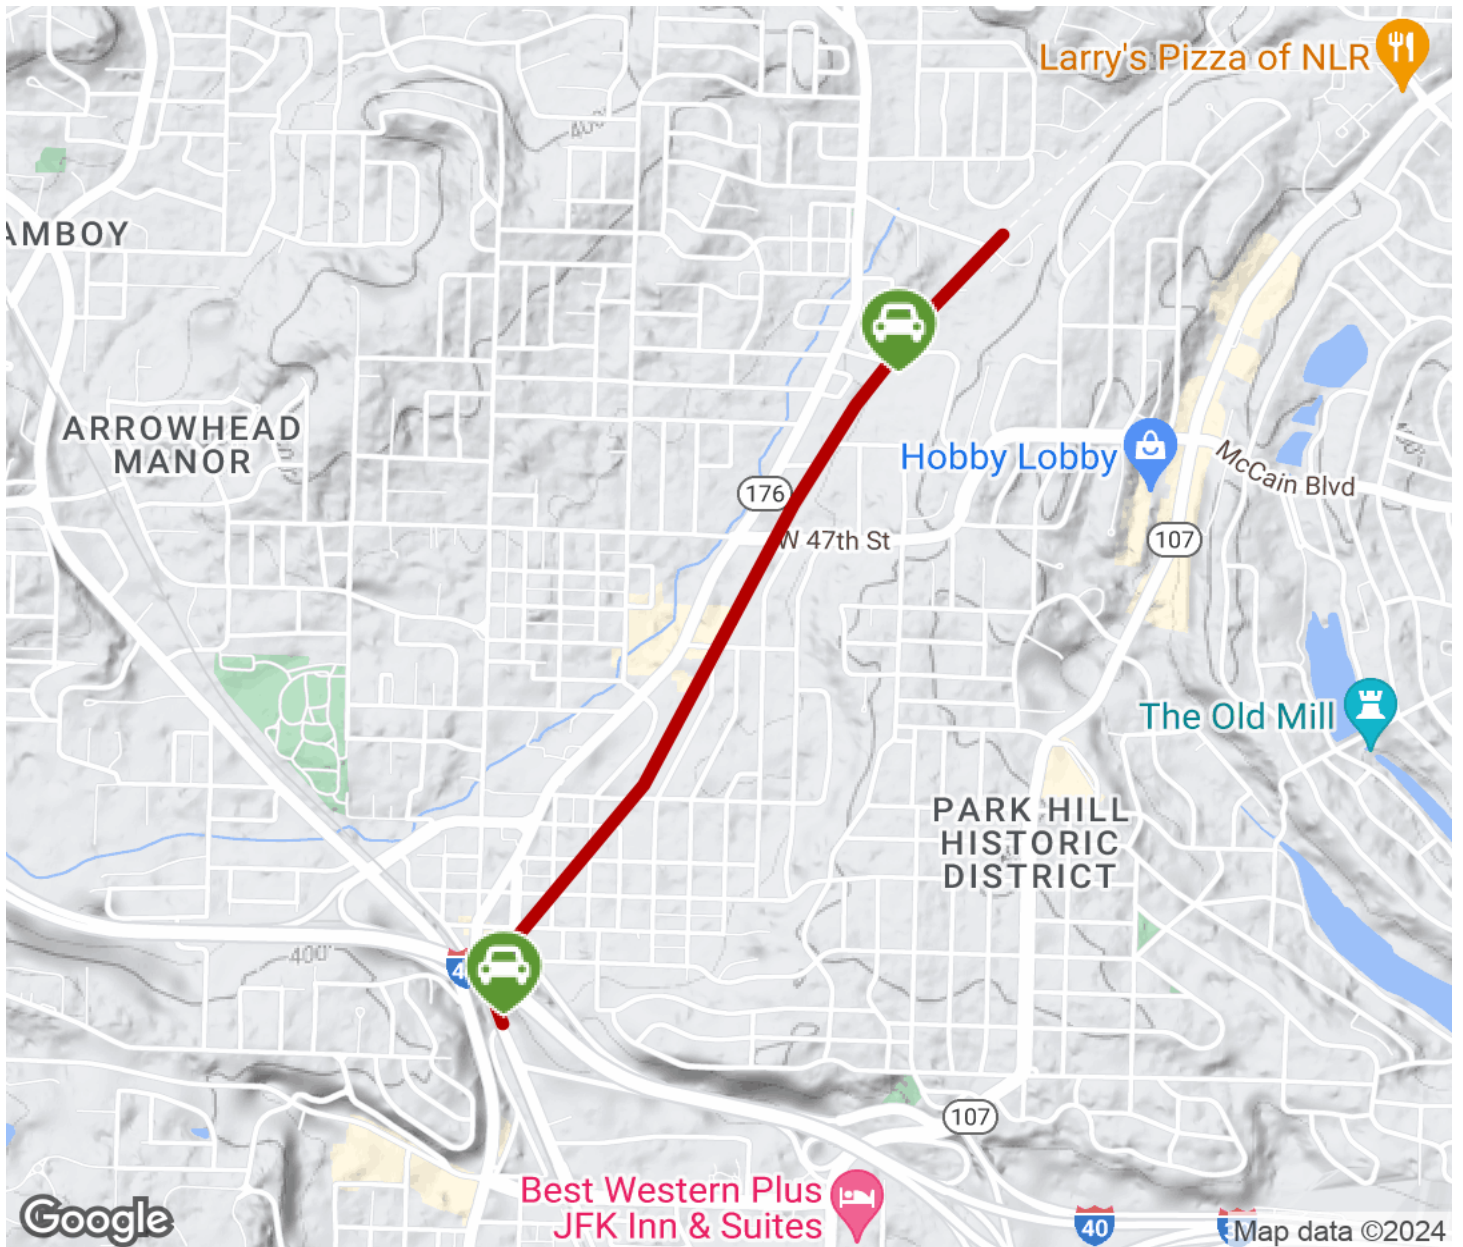 Larry's Pizza of NLR
400'
AMBOY
ARROWHEAD
MANOR
Hobby Lobby
McCain Blvd
400'
176
W 47th St
107
The Old Mill
PARK HILL
HISTORIC
DISTRICT
400'
107
Best Western Plus
JFK Inn & Suites
40
Google
Map data ©2024